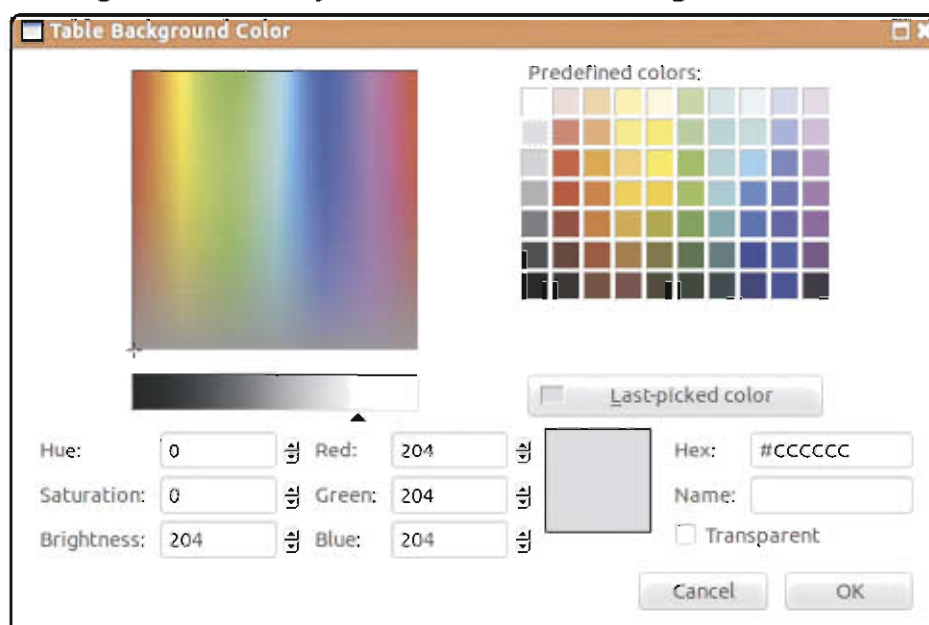 Table Background Color
Predefined colors:
Last-picked color
Hue: 0 Red: 204 Hex: #CCCCCC
Saturation: 0 Green: 204 Name:
Brightness: 204 Blue: 204 Transparent
Cancel OK